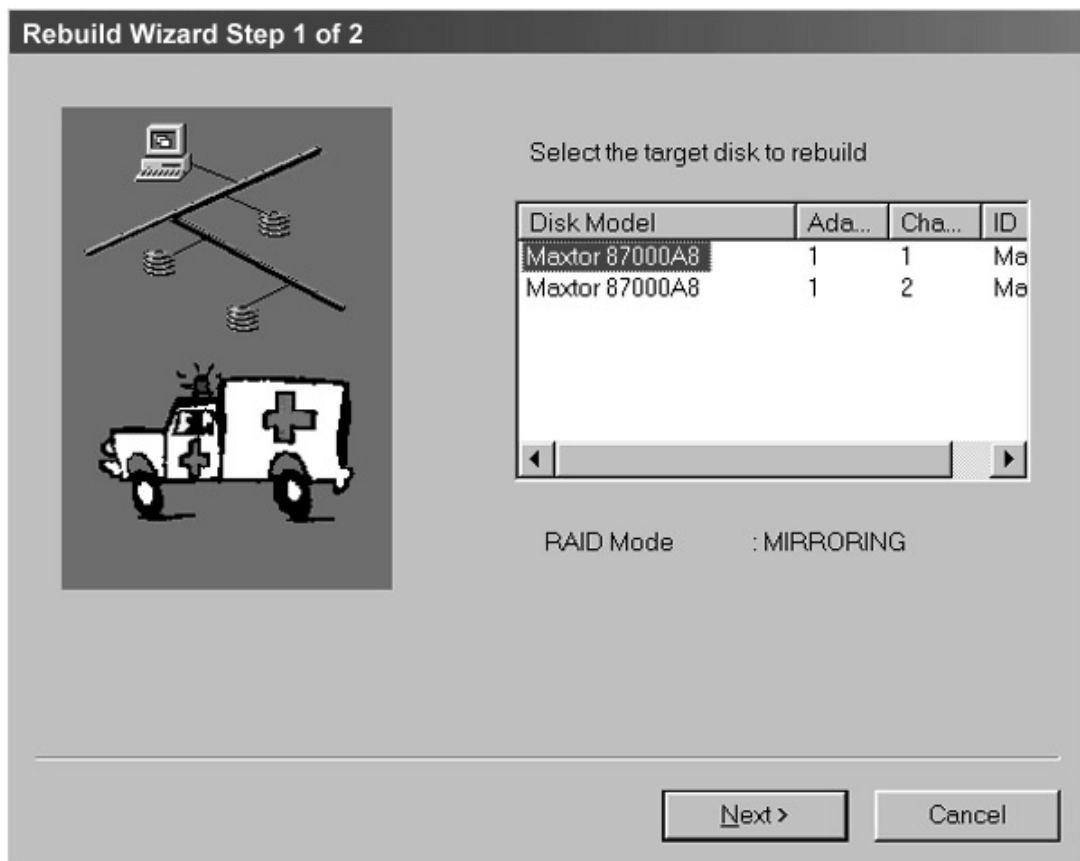 Rebuild Wizard Step 1 of 2
Select the target disk to rebuild
Disk Model Ada... Cha... ID
Maxtor 87000A8 1 1 Ma
Maxtor 87000A8 1 2 Ma
RAID Mode : MIRRORING
Next > Cancel